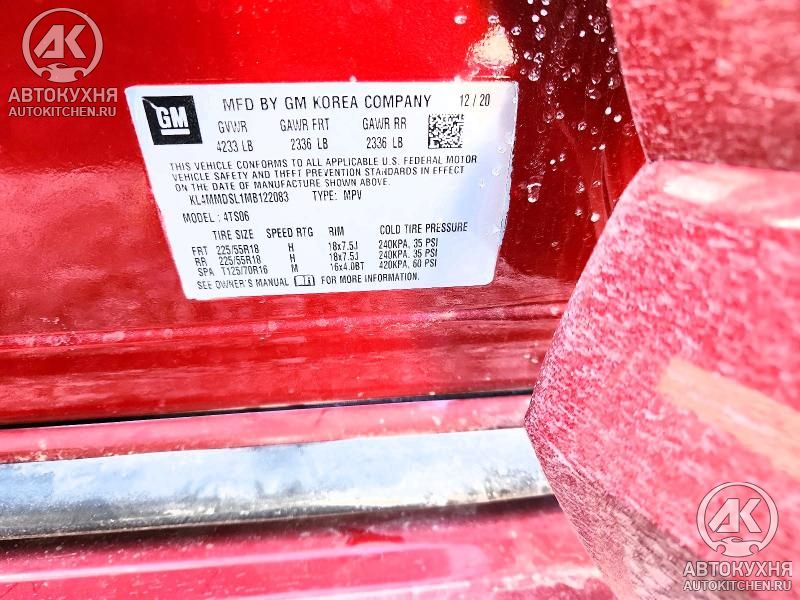 АК
АВТОКУХНЯ
AUTOKITCHEN.RU
GM
MFD BY GM KOREA COMPANY 12/20
GVWR GAWR FRT GAWR RR
4233 LB 2336 LB 2336 LB
THIS VEHICLE CONFORMS TO ALL APPLICABLE U.S. FEDERAL MOTOR
VEHICLE SAFETY AND THEFT PREVENTION STANDARDS IN EFFECT
ON THE DATE OF MANUFACTURE SHOWN ABOVE.
KL4MMDSL1MB122083 TYPE: MPV
MODEL: 4TS06
TIRE SIZE SPEED RTG RIM COLD TIRE PRESSURE
FRT 225/55R18 H 18x7.5J 240KPA, 35 PSI
RR 225/55R18 H 18x7.5J 240KPA, 35 PSI
SPA T125/70R16 M 16x4.0BT 420KPA, 60 PSI
SEE OWNER'S MANUAL FOR MORE INFORMATION.
АК
АВТОКУХНЯ
AUTOKITCHEN.RU